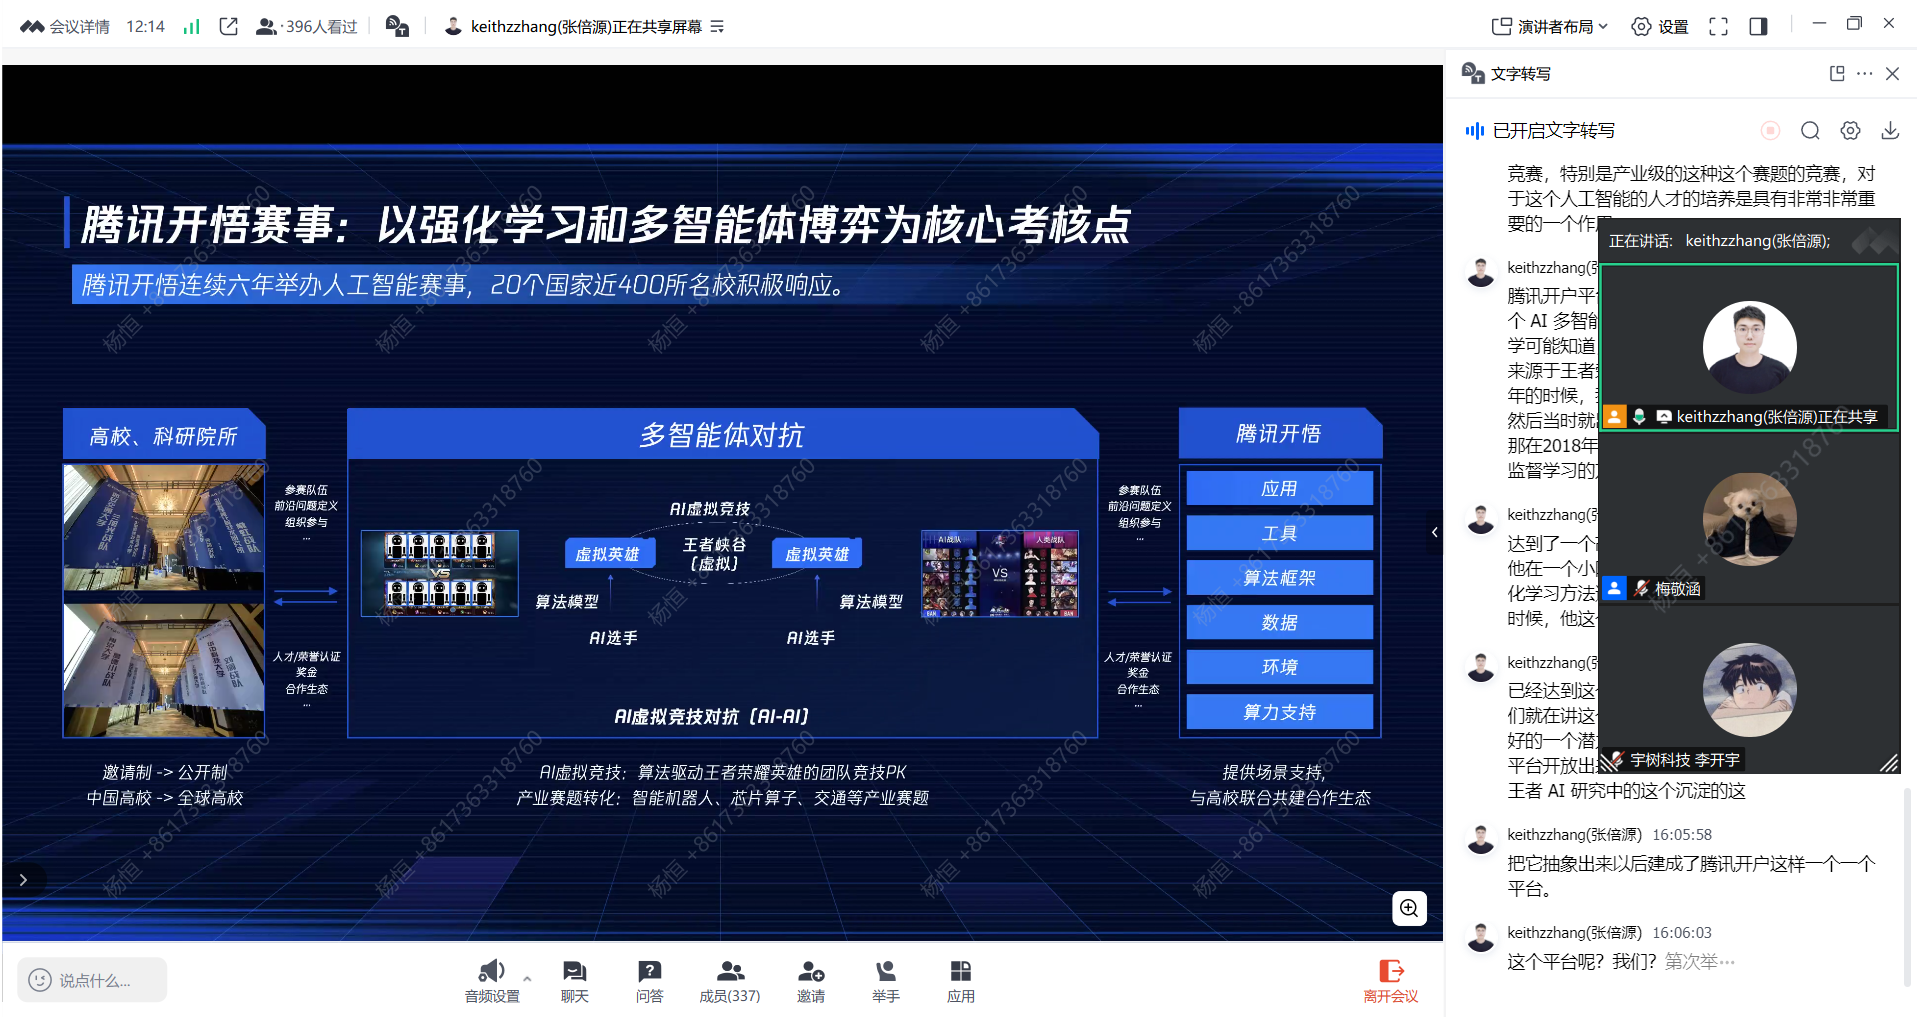 会议详情 12:14 ·396人看过 keithzzhang(张倍源)正在共享屏幕 演讲者布局 设置
腾讯开悟赛事：以强化学习和多智能体博弈为核心考核点
腾讯开悟连续六年举办人工智能赛事，20个国家近400所名校积极响应。
高校、科研院所
参赛队伍
前沿问题定义
组织参与
...
人才/荣誉认证
奖金
合作生态
...
邀请制 -> 公开制
中国高校 -> 全球高校
多智能体对抗
AI虚拟竞技
虚拟英雄
王者峡谷
（虚拟）
虚拟英雄
VS
AI战队
人类战队
VS
BAN
BAN
算法模型
算法模型
AI选手
AI选手
AI虚拟竞技对抗（AI-AI）
AI虚拟竞技：算法驱动王者荣耀英雄的团队竞技PK
产业赛题转化：智能机器人、芯片算子、交通等产业赛题
参赛队伍
前沿问题定义
组织参与
...
人才/荣誉认证
奖金
合作生态
...
腾讯开悟
应用
工具
算法框架
数据
环境
算力支持
提供场景支持，
与高校联合共建合作生态
杨恒 +8617363318760
说点什么...
音频设置
聊天
问答
成员(337)
邀请
举手
应用
离开会议
文字转写
已开启文字转写
竞赛，特别是产业级的这种这个赛题的竞赛，对
于这个人工智能的人才的培养是具有非常非常重
要的一个作
keithzzhang(
腾讯开户平
个 AI 多智
学可能知道
来源于王者
年的时候，
然后当时就
那在2018年
监督学习的
keithzzhang(
达到了一个
他在一个小
化学习方法
时候，他这
keithzzhang(
已经达到这
们就在讲这
好的一个潜
平台开放出
王者 AI 研究中的这个沉淀的这
keithzzhang(张倍源) 16:05:58
把它抽象出来以后建成了腾讯开户这样一个一个
平台。
keithzzhang(张倍源) 16:06:03
这个平台呢？我们？第次举···
正在讲话: keithzzhang(张倍源);
keithzzhang(张倍源)正在共享
梅敬涵
宇树科技 李开宇